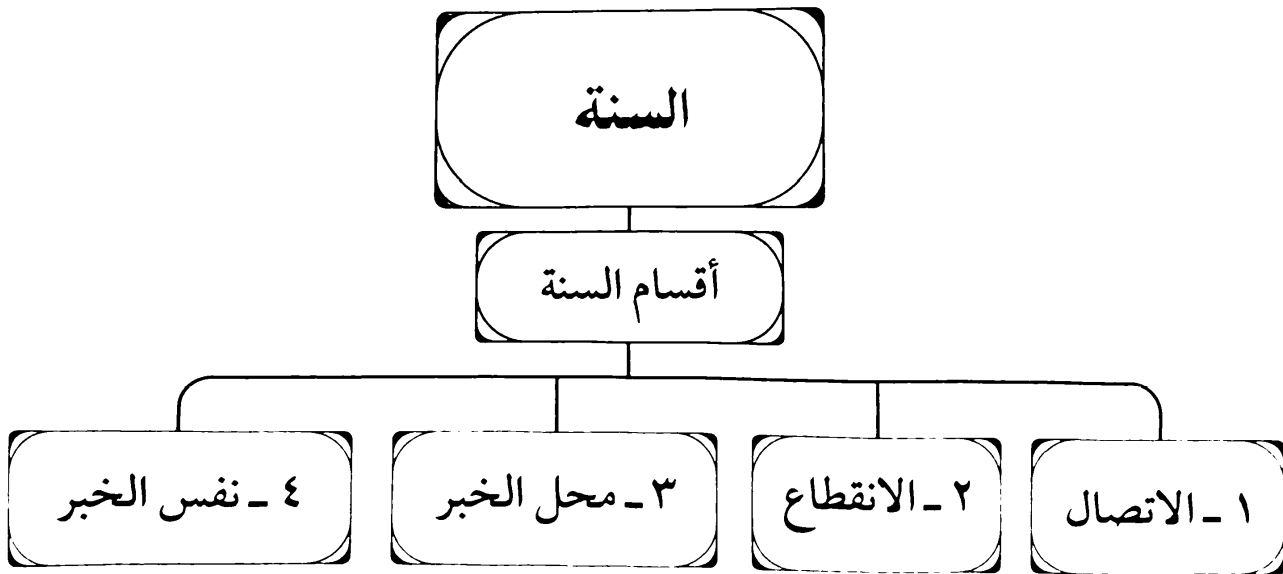 السنة
أقسام السنة
١ ـ الاتصال
٢ ـ الانقطاع
٣ ـ محل الخبر
٤ ـ نفس الخبر